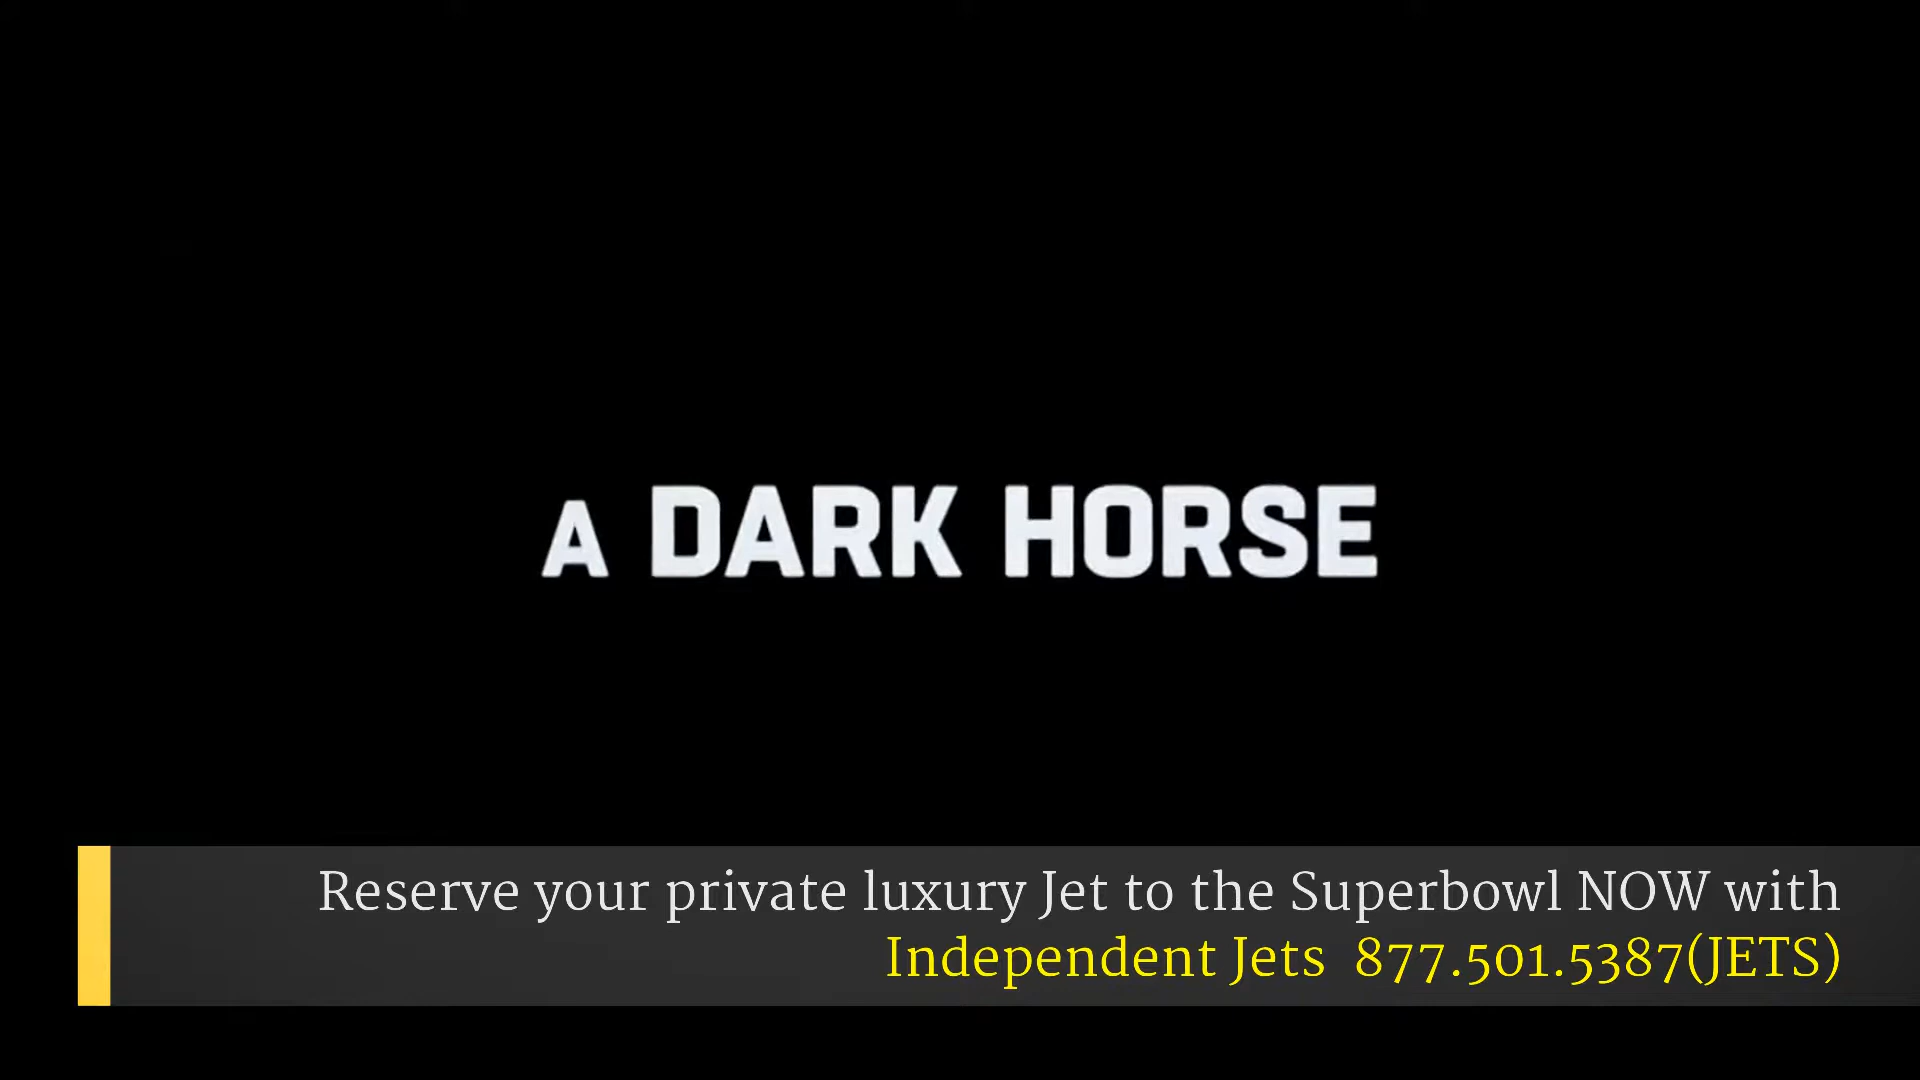 A DARK HORSE
Reserve your private luxury Jet to the Superbowl NOW with
Independent Jets 877.501.5387(JETS)